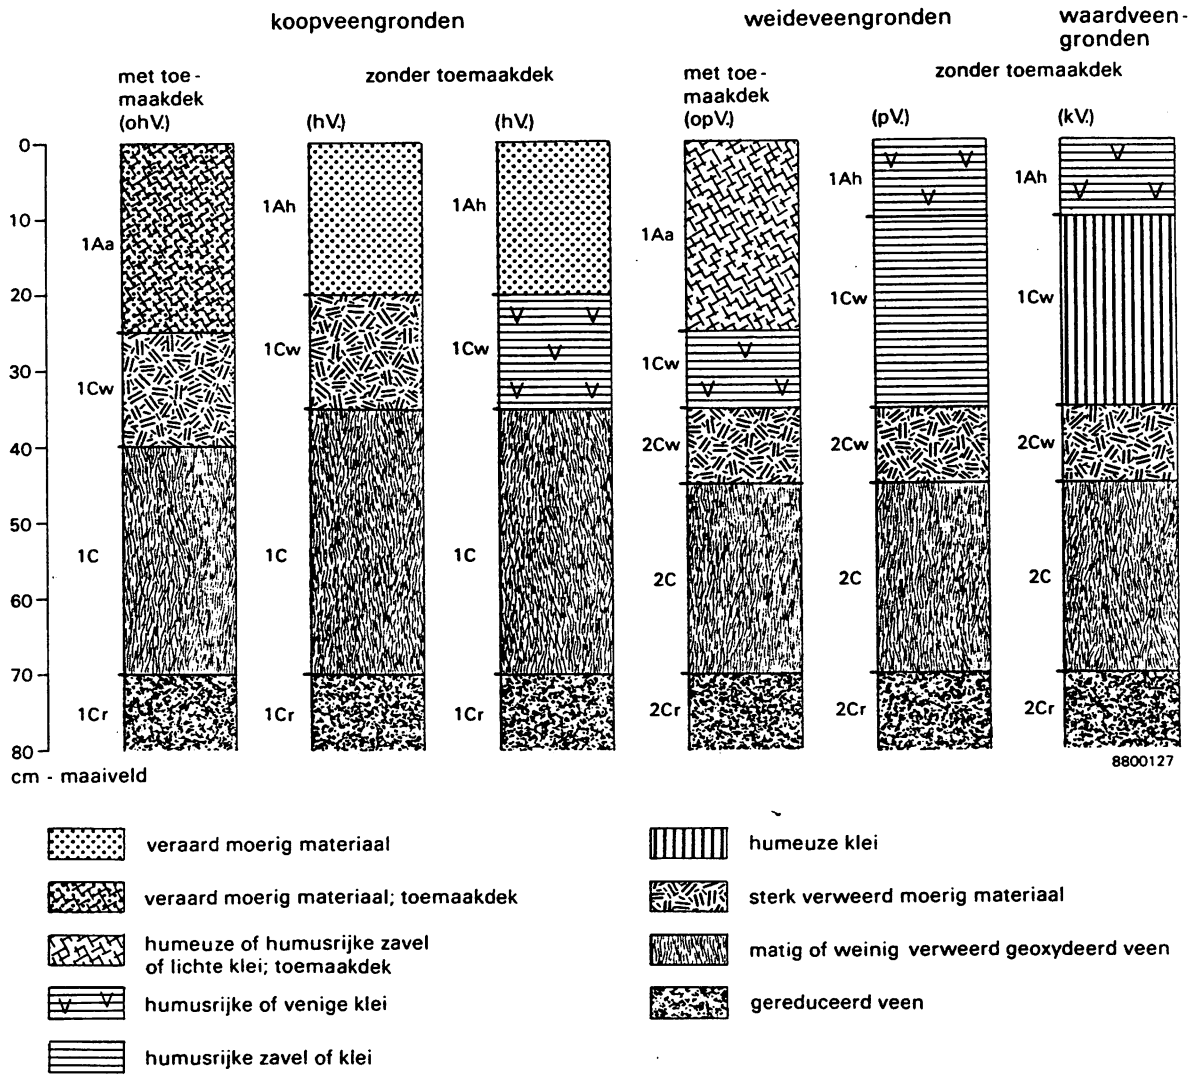 koopveengronden
weideveengronden
waardveen-
gronden
met toe-
maakdek
(ohV.)
zonder toemaakdek
(hV.)
(hV.)
met toe-
maakdek
(opV.)
zonder toemaakdek
(pV.)
(kV.)
0
10
20
30
40
50
60
70
80
cm - maaiveld
1Aa
1Cw
1C
1Cr
1Ah
1Cw
1C
1Cr
1Ah
1Cw
1C
1Cr
1Aa
1Cw
2Cw
2C
2Cr
1Ah
1Cw
2Cw
2C
2Cr
1Ah
1Cw
2Cw
2C
2Cr
8800127
veraard moerig materiaal
veraard moerig materiaal; toemaakdek
humeuze of humusrijke zavel
of lichte klei; toemaakdek
humusrijke of venige klei
humusrijke zavel of klei
humeuze klei
sterk verweerd moerig materiaal
matig of weinig verweerd geoxydeerd veen
gereduceerd veen